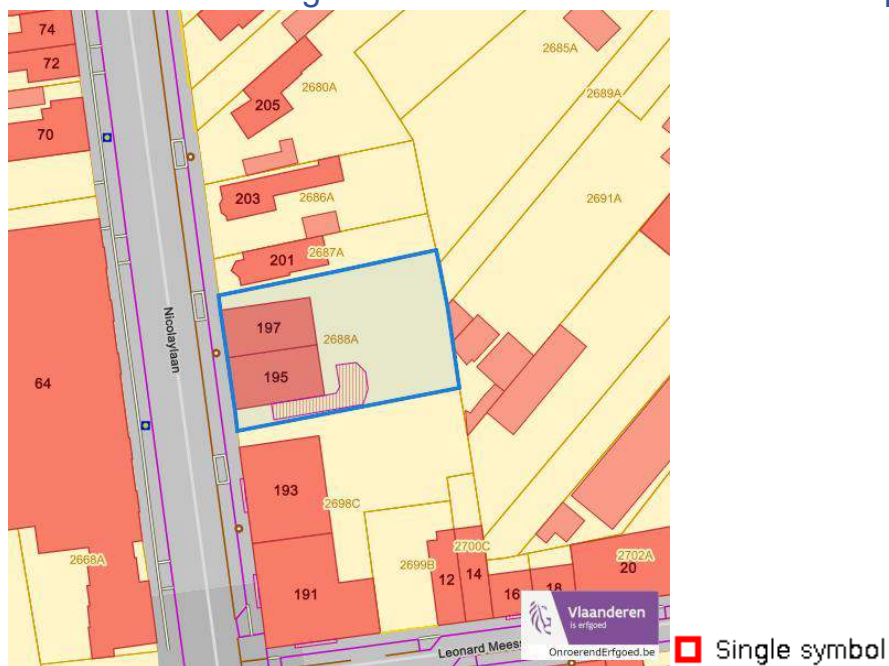 74
72
2685A
2680A
205
2689A
70
203
2686A
2691A
2687A
201
Nicolaylaan
197
2688A
195
64
193
2698C
2668A
2699B
2700C
2702A
12
14
20
16
18
191
Vlaanderen
is erfgoed
OnroerendErfgoed.be
Leonard
Single symbol